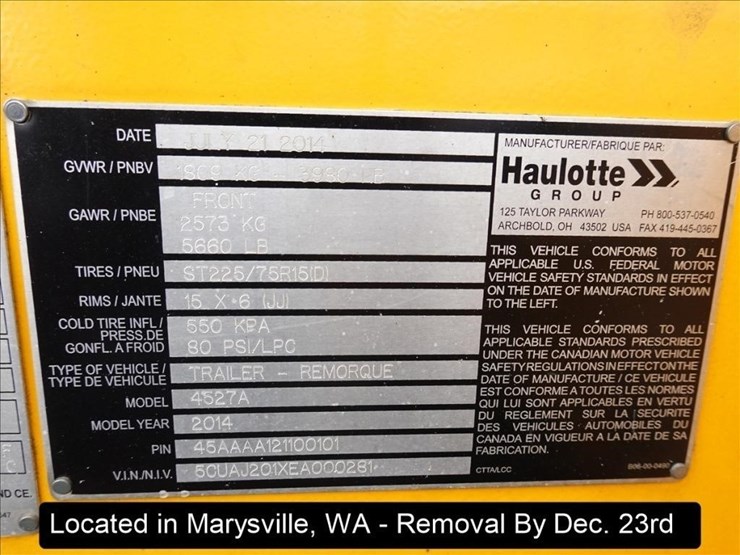 DATE JULY 21 2014
GVWR / PNBV
GAWR / PNBE FRONT
2573 KG
5660 LB
TIRES / PNEU ST225/75R15(D)
RIMS / JANTE 15 X 6 (JJ)
COLD TIRE INFL / 550 KPA
PRESS.DE
GONFL. A FROID 80 PSI/LPC
TYPE OF VEHICLE / TRAILER - REMORQUE
TYPE DE VEHICULE
MODEL 4527A
MODEL YEAR 2014
PIN 45AAAA121100101
V.I.N./N.I.V. 5CUAJ201XEA000281
MANUFACTURER/FABRIQUE PAR:
Haulotte
GROUP
125 TAYLOR PARKWAY PH 800-537-0540
ARCHBOLD, OH 43502 USA FAX 419-445-0367
THIS VEHICLE CONFORMS TO ALL
APPLICABLE U.S. FEDERAL MOTOR
VEHICLE SAFETY STANDARDS IN EFFECT
ON THE DATE OF MANUFACTURE SHOWN
TO THE LEFT.
THIS VEHICLE CONFORMS TO ALL
APPLICABLE STANDARDS PRESCRIBED
UNDER THE CANADIAN MOTOR VEHICLE
SAFETY REGULATIONS IN EFFECT ON THE
DATE OF MANUFACTURE / CE VEHICULE
EST CONFORME A TOUTES LES NORMES
QUI LUI SONT APPLICABLES EN VERTU
DU REGLEMENT SUR LA SECURITE
DES VEHICULES AUTOMOBILES DU
CANADA EN VIGUEUR A LA DATE DE SA
FABRICATION.
CTTA/LCC B06-00-0490
ND CE.
Located in Marysville, WA - Removal By Dec. 23rd